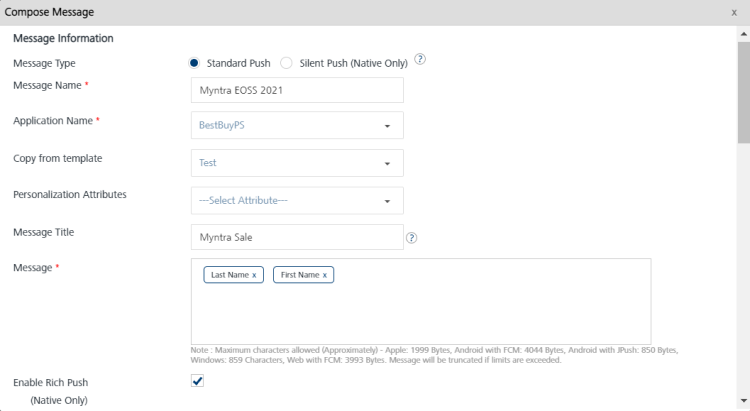 Compose Message x
Message Information
Message Type Standard Push Silent Push (Native Only) ?
Message Name * Myntra EOSS 2021
Application Name * BestBuyPS
Copy from template Test
Personalization Attributes ---Select Attribute---
Message Title Myntra Sale ?
Message * Last Name x First Name x
Note : Maximum characters allowed (Approximately) - Apple: 1999 Bytes, Android with FCM: 4044 Bytes, Android with JPush: 850 Bytes,
Windows: 859 Characters, Web with FCM: 3993 Bytes. Message will be truncated if limits are exceeded.
Enable Rich Push
(Native Only)